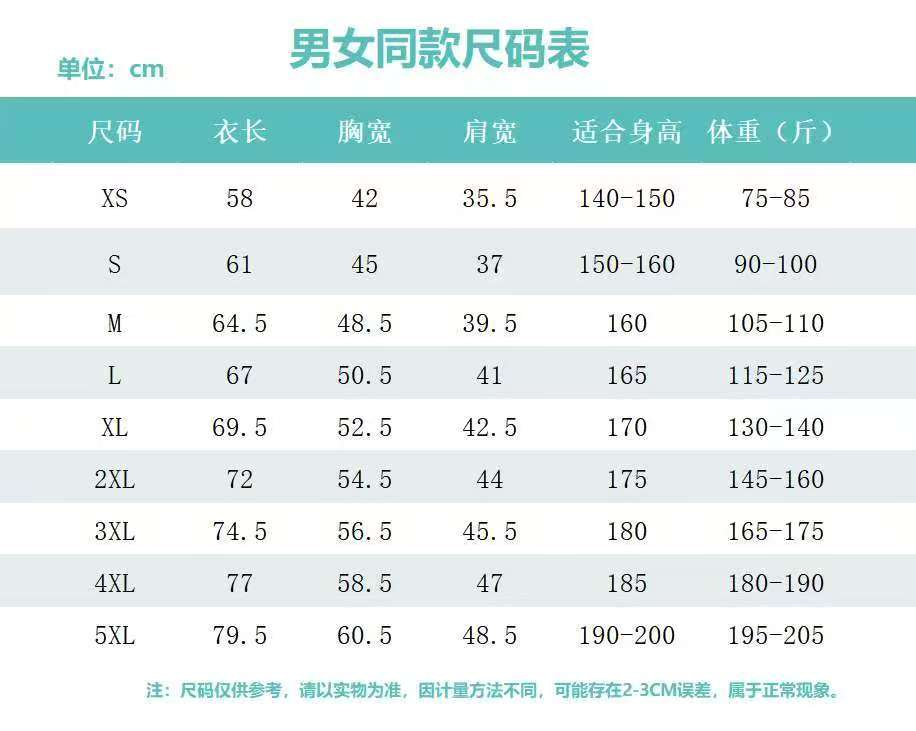 男女同款尺码表
单位：cm
尺码 衣长 胸宽 肩宽 适合身高 体重（斤）
XS 58 42 35.5 140-150 75-85
S 61 45 37 150-160 90-100
M 64.5 48.5 39.5 160 105-110
L 67 50.5 41 165 115-125
XL 69.5 52.5 42.5 170 130-140
2XL 72 54.5 44 175 145-160
3XL 74.5 56.5 45.5 180 165-175
4XL 77 58.5 47 185 180-190
5XL 79.5 60.5 48.5 190-200 195-205
注：尺码仅供参考，请以实物为准，因计量方法不同，可能存在2-3CM误差，属于正常现象。